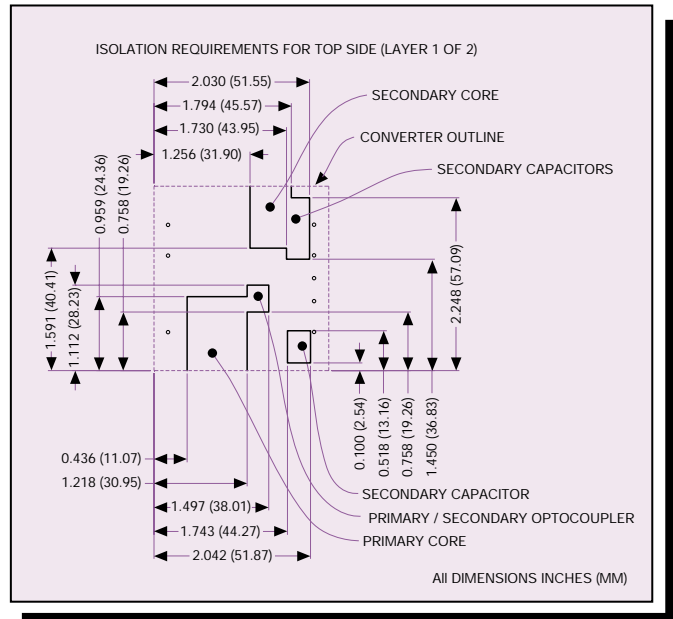 ISOLATION REQUIREMENTS FOR TOP SIDE (LAYER 1 OF 2)
2.030 (51.55)
SECONDARY CORE
1.794 (45.57)
1.730 (43.95)
CONVERTER OUTLINE
1.256 (31.90)
SECONDARY CAPACITORS
0.959 (24.36)
0.758 (19.26)
1.591 (40.41)
1.112 (28.23)
2.248 (57.09)
0.100 (2.54)
0.518 (13.16)
0.758 (19.26)
1.450 (36.83)
0.436 (11.07)
1.218 (30.95)
SECONDARY CAPACITOR
1.497 (38.01)
PRIMARY / SECONDARY OPTOCOUPLER
1.743 (44.27)
PRIMARY CORE
2.042 (51.87)
All DIMENSIONS INCHES (MM)